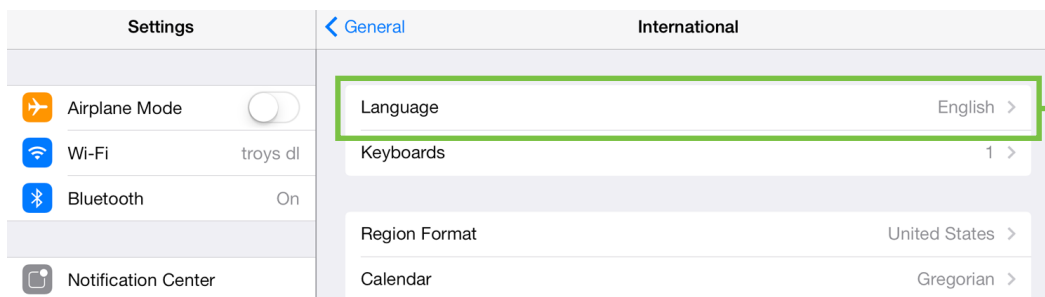 Settings
General
International
Airplane Mode
Wi-Fi troys dl
Bluetooth On
Notification Center
Language English
Keyboards 1
Region Format United States
Calendar Gregorian